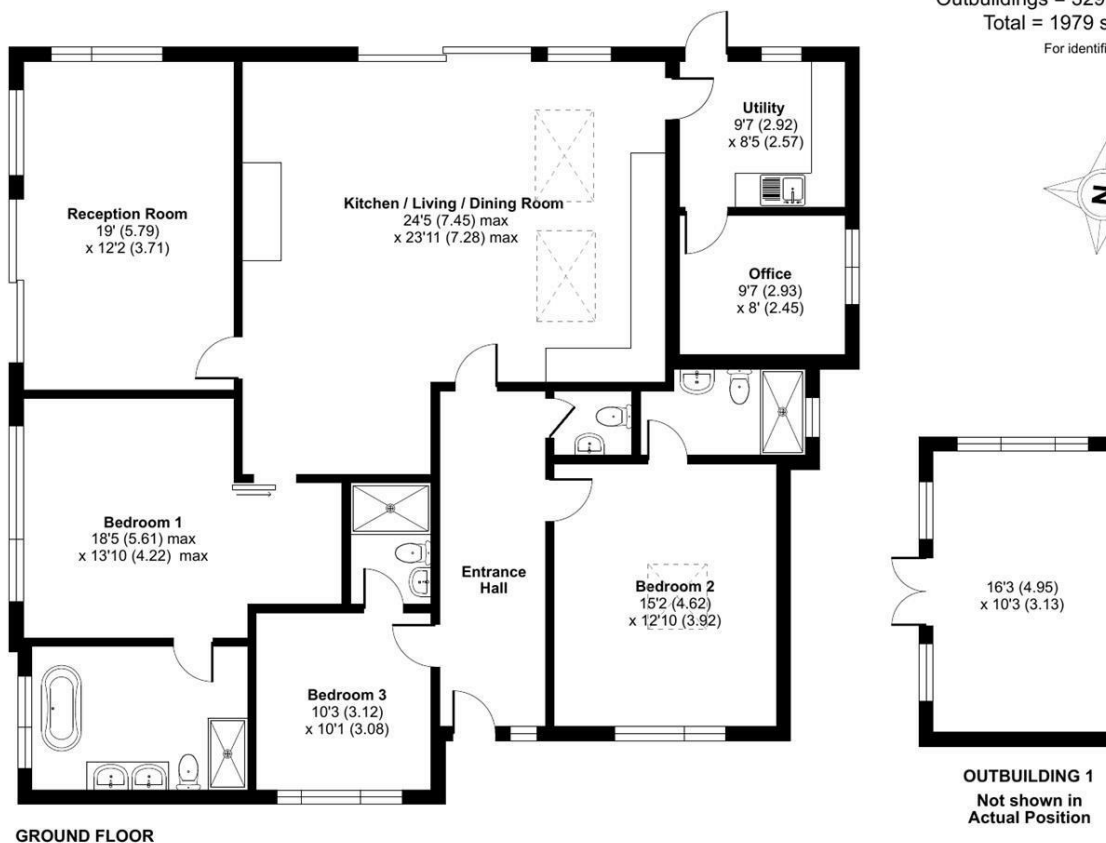 Outbuildings = 329
Total = 1979 s
For identifi
Utility
9'7 (2.92)
x 8'5 (2.57)
Reception Room
19' (5.79)
x 12'2 (3.71)
Kitchen / Living / Dining Room
24'5 (7.45) max
x 23'11 (7.28) max
N
Office
9'7 (2.93)
x 8' (2.45)
Bedroom 1
18'5 (5.61) max
x 13'10 (4.22) max
Entrance
Hall
Bedroom 2
15'2 (4.62)
x 12'10 (3.92)
16'3 (4.95)
x 10'3 (3.13)
Bedroom 3
10'3 (3.12)
x 10'1 (3.08)
OUTBUILDING 1
Not shown in
Actual Position
GROUND FLOOR